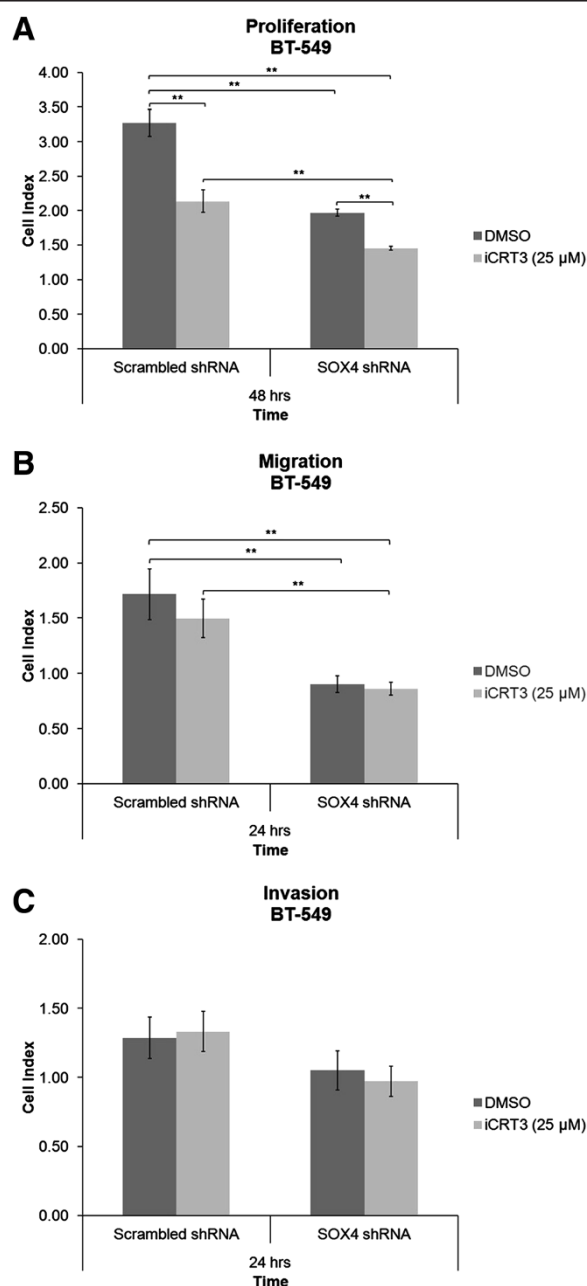 A
Proliferation
BT-549
4.00
3.50
3.00
2.50
2.00
1.50
1.00
0.50
0.00
Cell Index
**
**
**
**
**
DMSO
iCRT3 (25 µM)
Scrambled shRNA
SOX4 shRNA
48 hrs
Time
B
Migration
BT-549
2.50
2.00
1.50
1.00
0.50
0.00
Cell Index
**
**
**
DMSO
iCRT3 (25 µM)
Scrambled shRNA
SOX4 shRNA
24 hrs
Time
C
Invasion
BT-549
2.00
1.50
1.00
0.50
0.00
Cell Index
DMSO
iCRT3 (25 µM)
Scrambled shRNA
SOX4 shRNA
24 hrs
Time